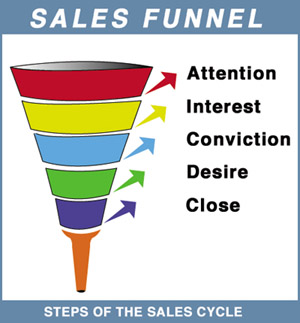 SALES FUNNEL
Attention
Interest
Conviction
Desire
Close
STEPS OF THE SALES CYCLE